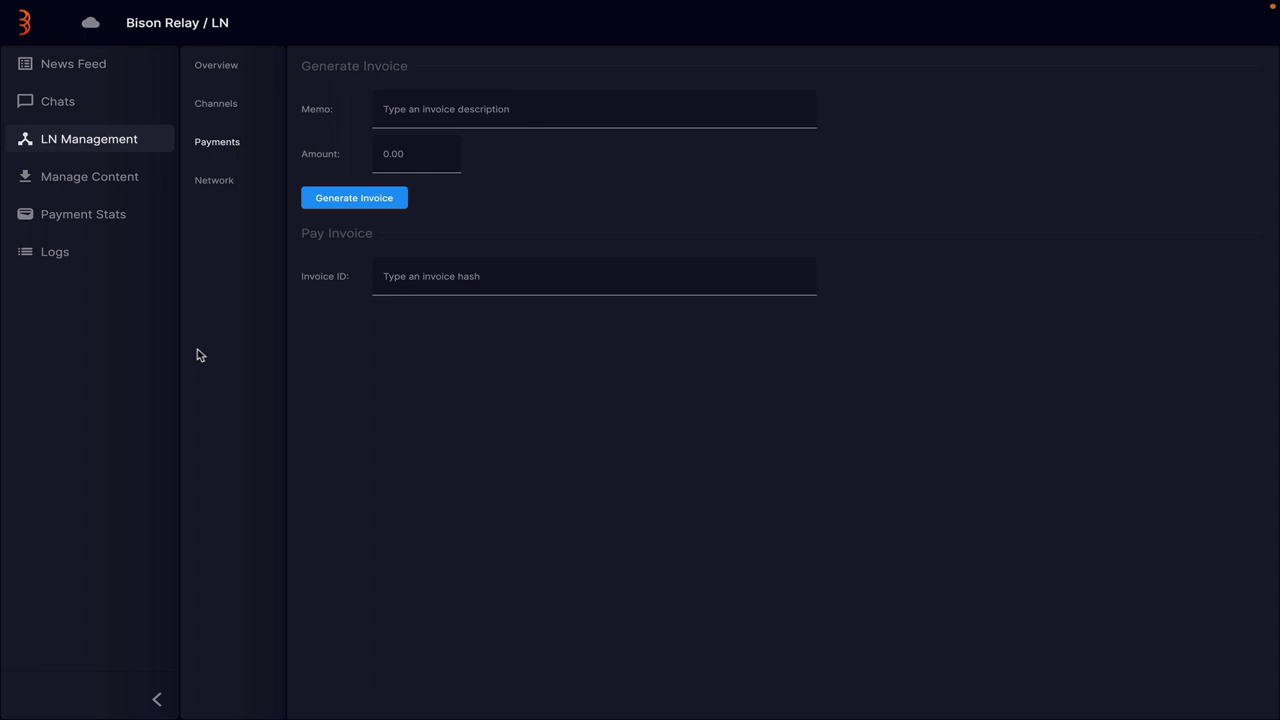 Bison Relay / LN
News Feed
Chats
LN Management
Manage Content
Payment Stats
Logs
Overview
Channels
Payments
Network
Generate Invoice
Memo: Type an invoice description
Amount: 0.00
Generate Invoice
Pay Invoice
Invoice ID: Type an invoice hash